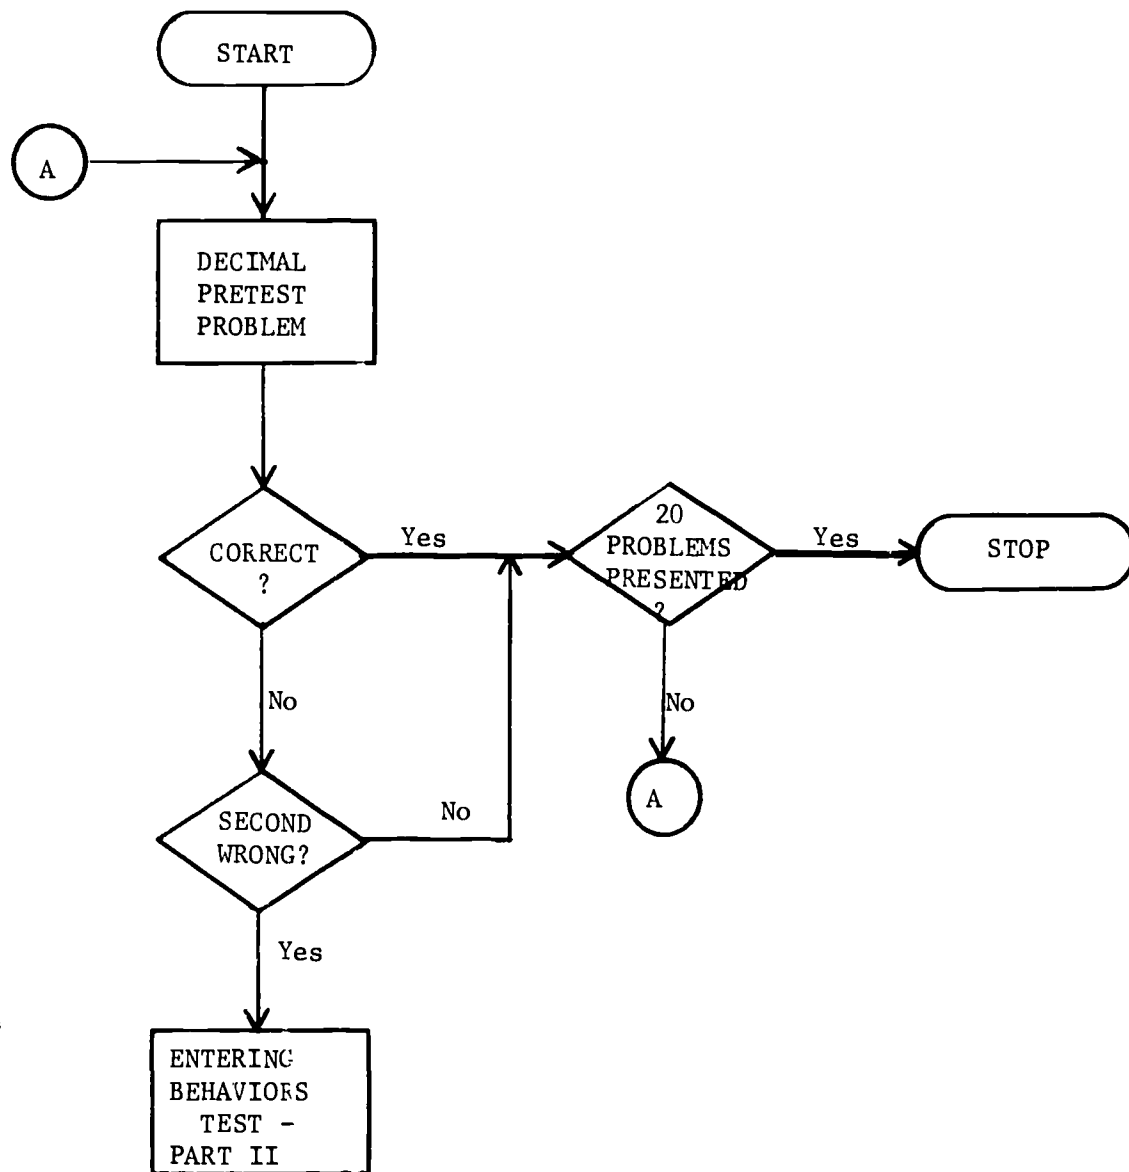 START
A
DECIMAL
PRETEST
PROBLEM
CORRECT
?
Yes
20
PROBLEMS
PRESENTED
?
Yes
STOP
No
No
A
SECOND
WRONG?
No
Yes
ENTERING
BEHAVIORS
TEST -
PART II